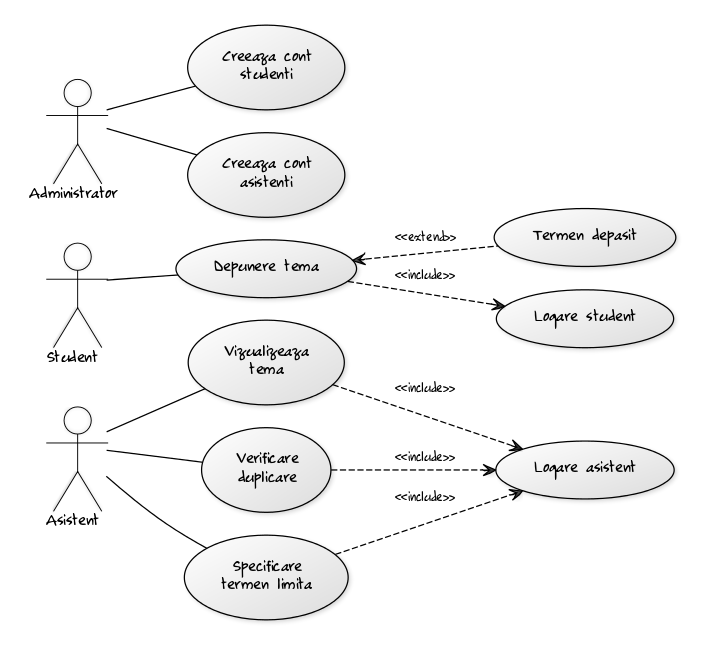 Creeaza cont
studenti
Creeaza cont
asistenti
Administrator
<<extend>>
Termen depasit
Depunere tema
<<include>>
Logare student
Student
Vizualizeaza
tema
<<include>>
Verificare
duplicare
<<include>>
Logare asistent
<<include>>
Asistent
Specificare
termen limita